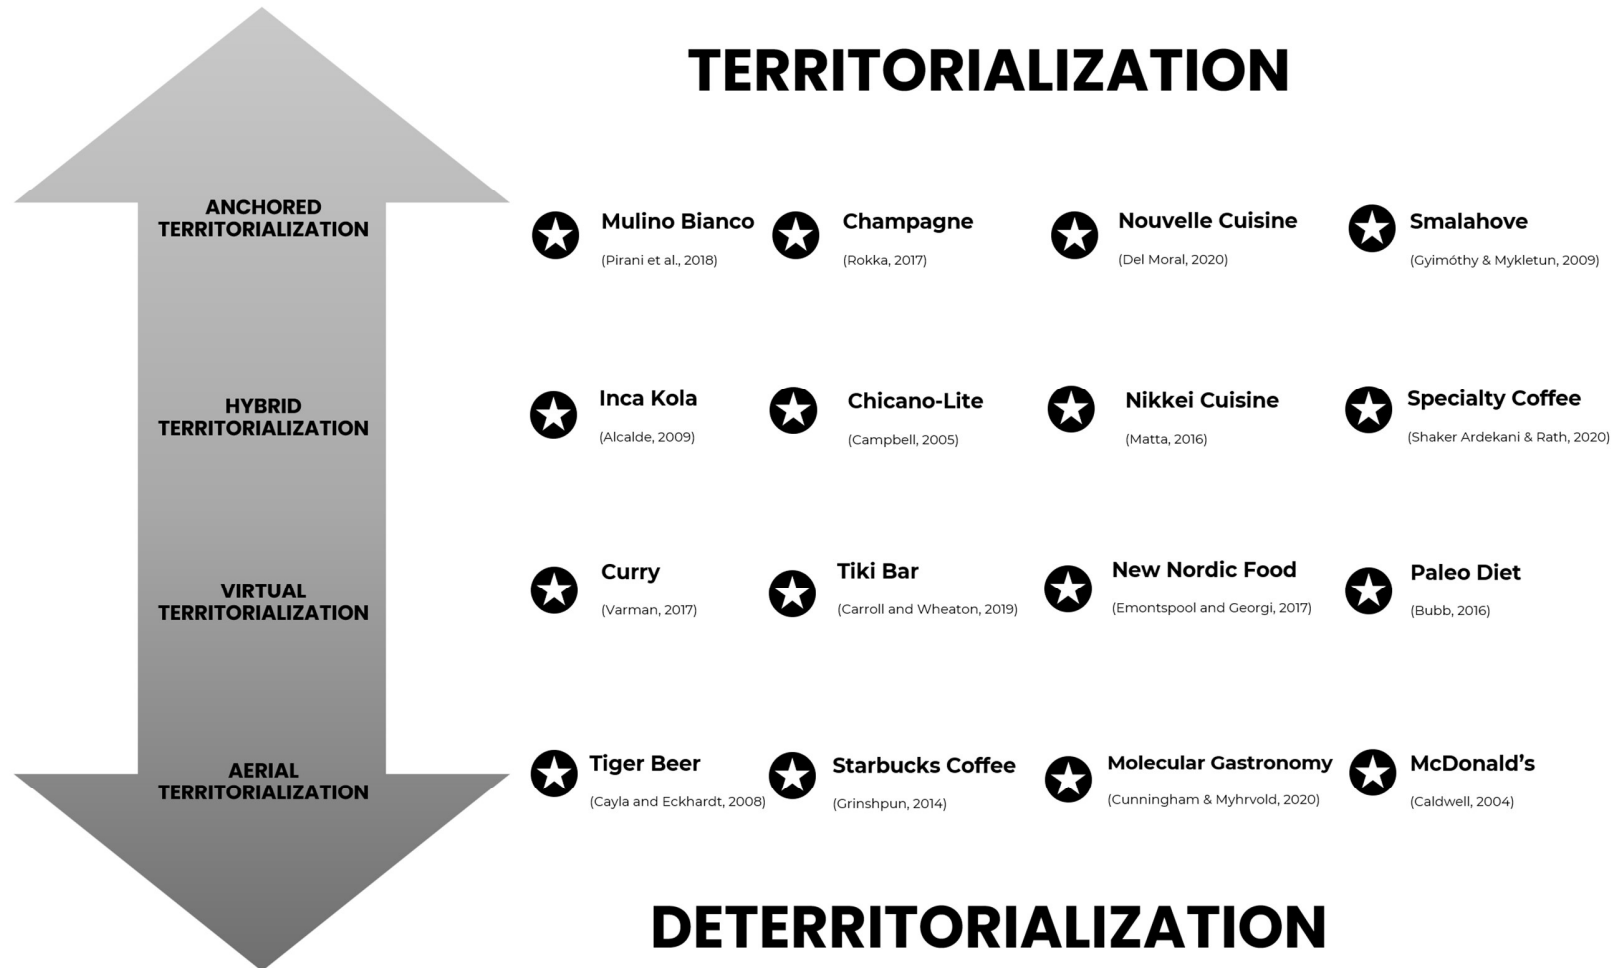 TERRITORIALIZATION
ANCHORED
TERRITORIALIZATION
Mulino Bianco
(Pirani et al., 2018)
Champagne
(Rokka, 2017)
Nouvelle Cuisine
(Del Moral, 2020)
Smalahove
(Gyimóthy & Mykletun, 2009)
HYBRID
TERRITORIALIZATION
Inca Kola
(Alcalde, 2009)
Chicano-Lite
(Campbell, 2005)
Nikkei Cuisine
(Matta, 2016)
Specialty Coffee
(Shaker Ardekani & Rath, 2020)
VIRTUAL
TERRITORIALIZATION
Curry
(Varman, 2017)
Tiki Bar
(Carroll and Wheaton, 2019)
New Nordic Food
(Emontspool and Georgi, 2017)
Paleo Diet
(Bubb, 2016)
AERIAL
TERRITORIALIZATION
Tiger Beer
(Cayla and Eckhardt, 2008)
Starbucks Coffee
(Grinshpun, 2014)
Molecular Gastronomy
(Cunningham & Myhrvold, 2020)
McDonald’s
(Caldwell, 2004)
DETERRITORIALIZATION